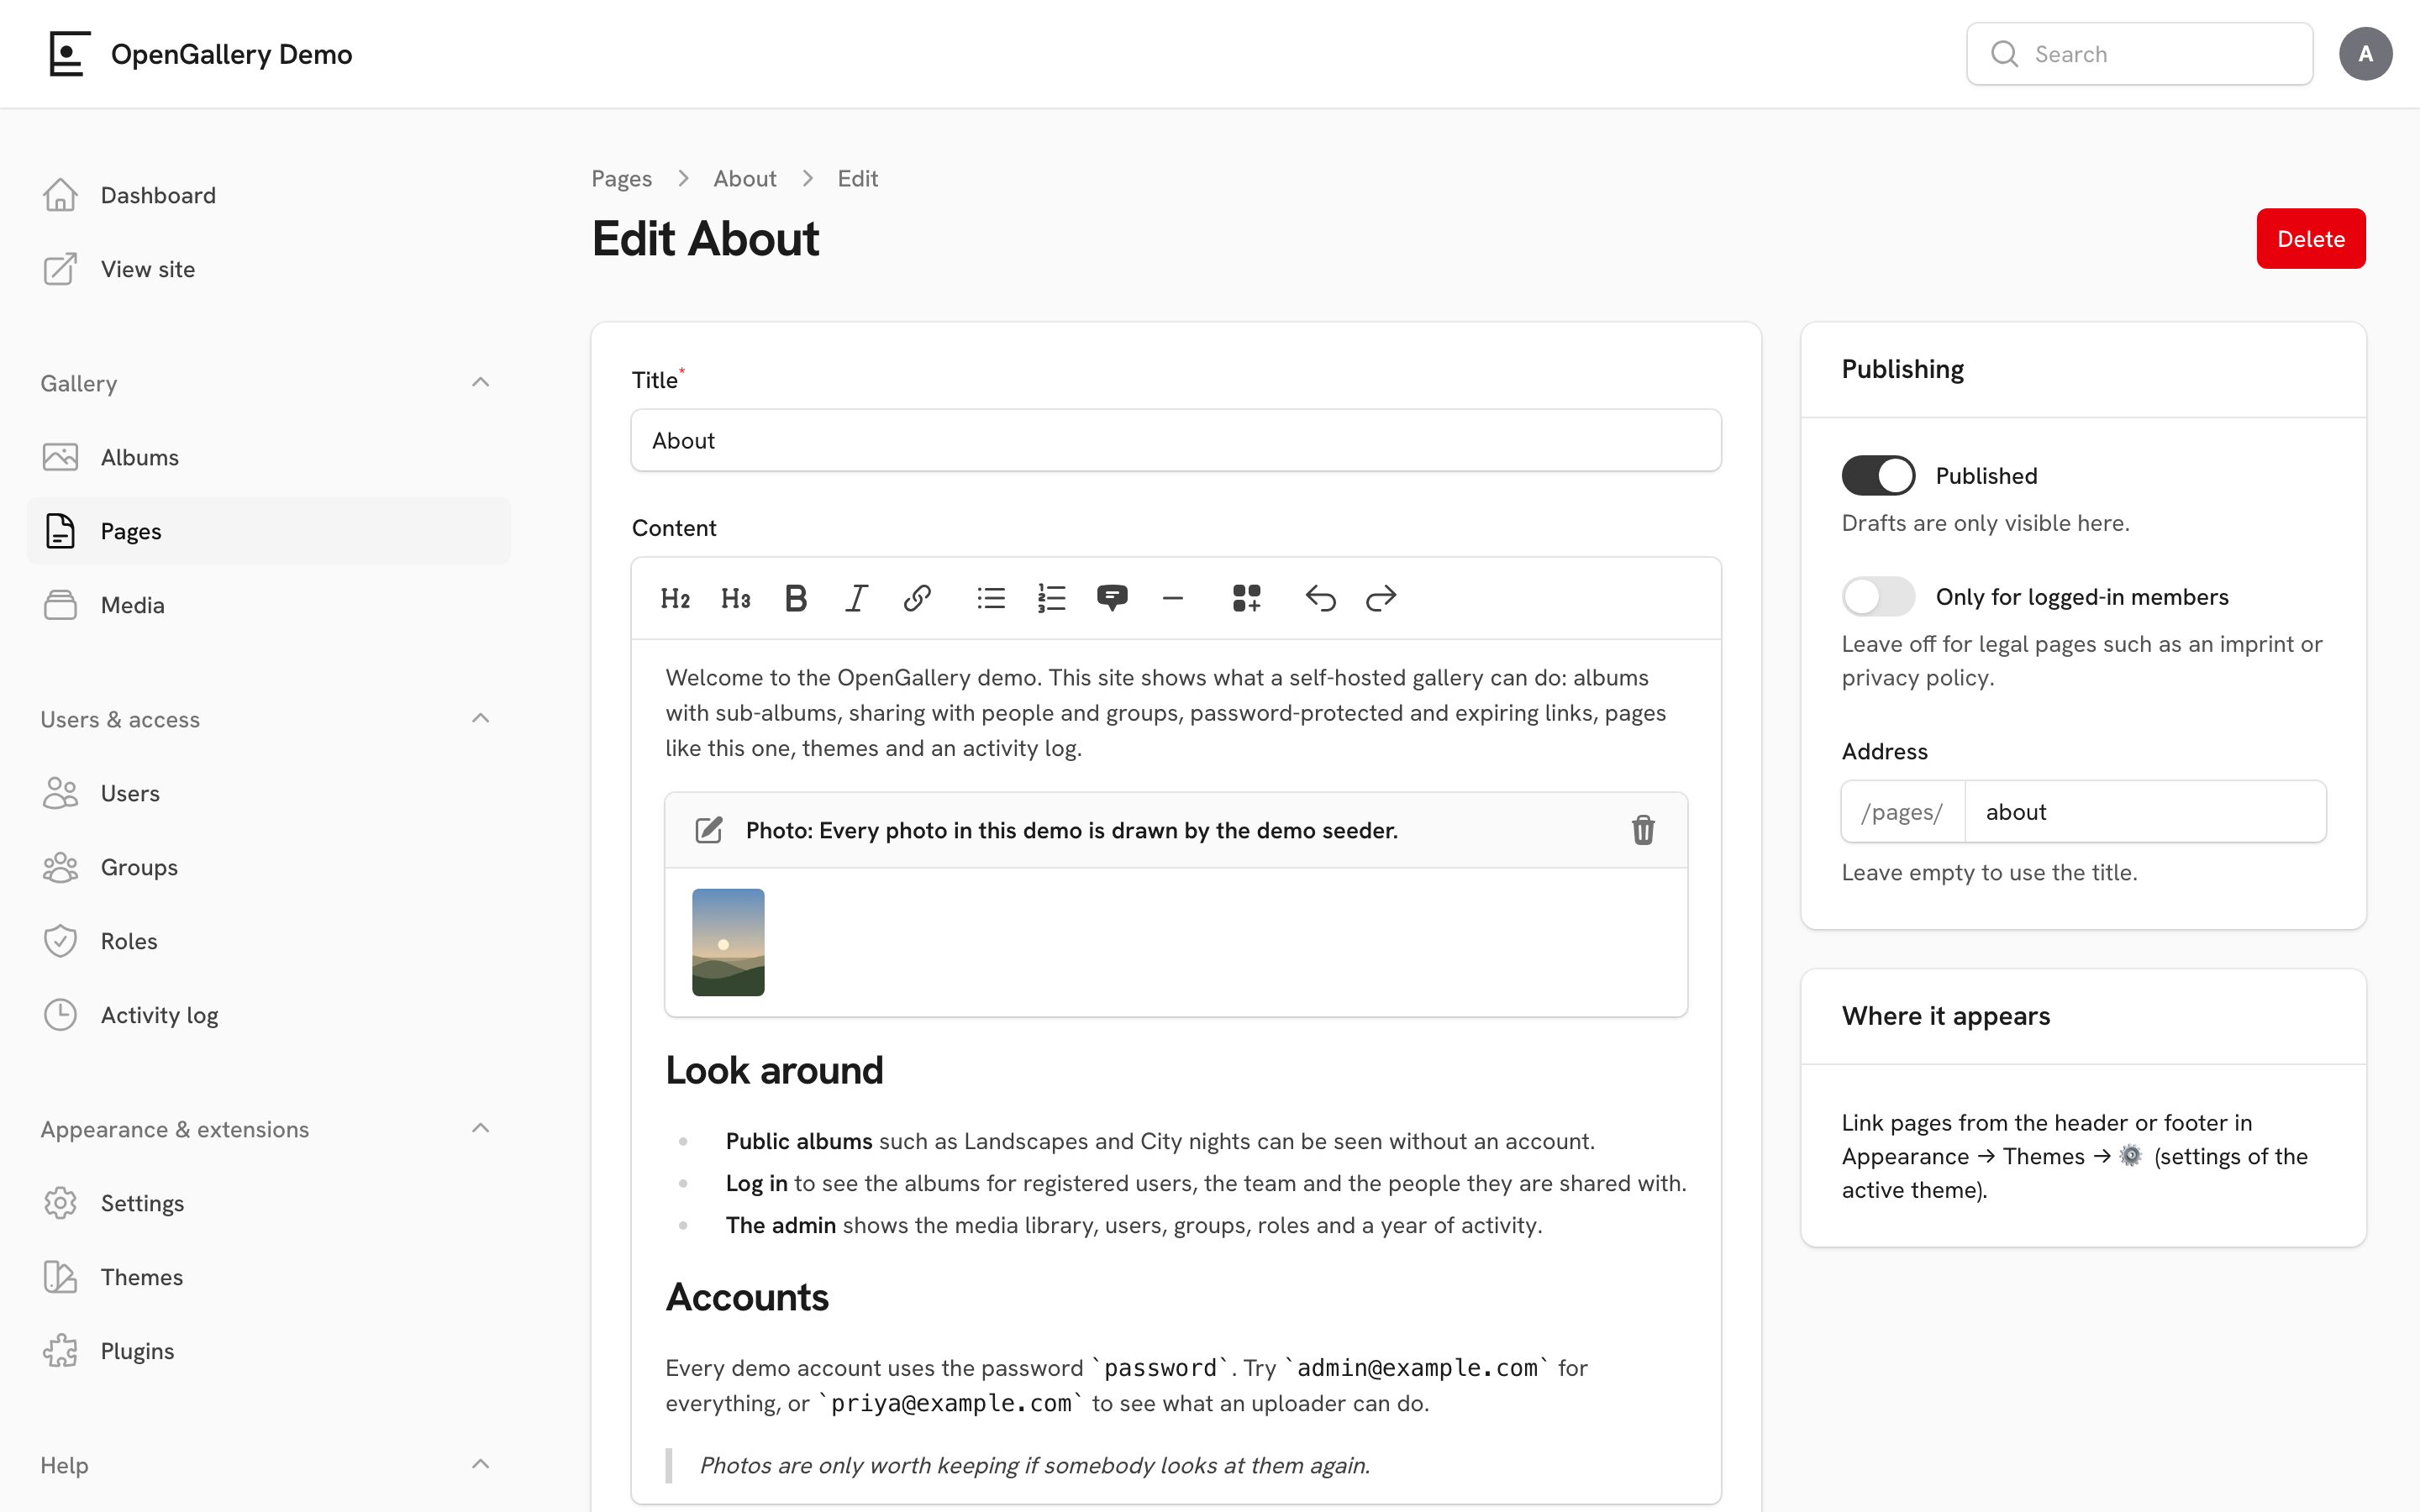 OpenGallery Demo
Search
A
Dashboard
View site
Gallery
Albums
Pages
Media
Users & access
Users
Groups
Roles
Activity log
Appearance & extensions
Settings
Themes
Plugins
Help
Pages > About > Edit
Edit About
Delete
Title*
About
Content
H2 H3 B I
Welcome to the OpenGallery demo. This site shows what a self-hosted gallery can do: albums
with sub-albums, sharing with people and groups, password-protected and expiring links, pages
like this one, themes and an activity log.
Photo: Every photo in this demo is drawn by the demo seeder.
Look around
• Public albums such as Landscapes and City nights can be seen without an account.
• Log in to see the albums for registered users, the team and the people they are shared with.
• The admin shows the media library, users, groups, roles and a year of activity.
Accounts
Every demo account uses the password `password`. Try `admin@example.com` for
everything, or `priya@example.com` to see what an uploader can do.
Photos are only worth keeping if somebody looks at them again.
Publishing
Published
Drafts are only visible here.
Only for logged-in members
Leave off for legal pages such as an imprint or
privacy policy.
Address
/pages/ about
Leave empty to use the title.
Where it appears
Link pages from the header or footer in
Appearance → Themes → ⚙ (settings of the
active theme).